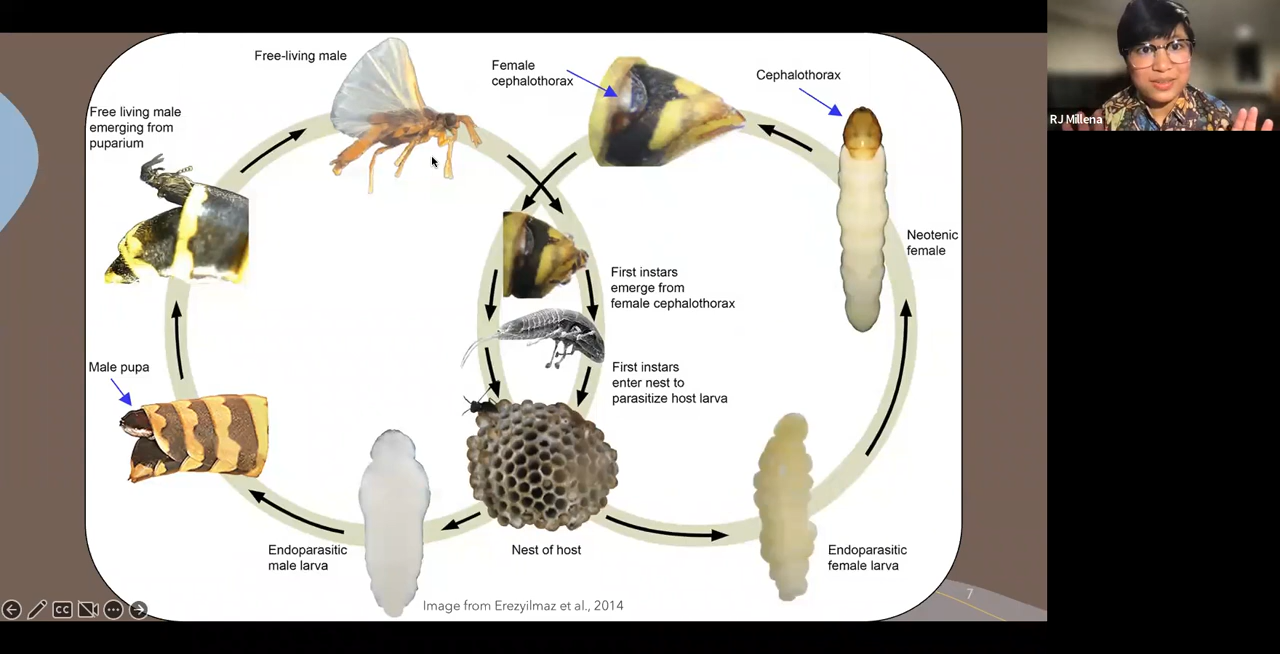 Free-living male
Female
cephalothorax
Cephalothorax
RJ Millena
Free living male
emerging from
puparium
Neotenic
female
First instars
emerge from
female cephalothorax
Male pupa
First instars
enter nest to
parasitize host larva
Endoparasitic
male larva
Nest of host
Endoparasitic
female larva
7
CC
Image from Erezyilmaz et al., 2014